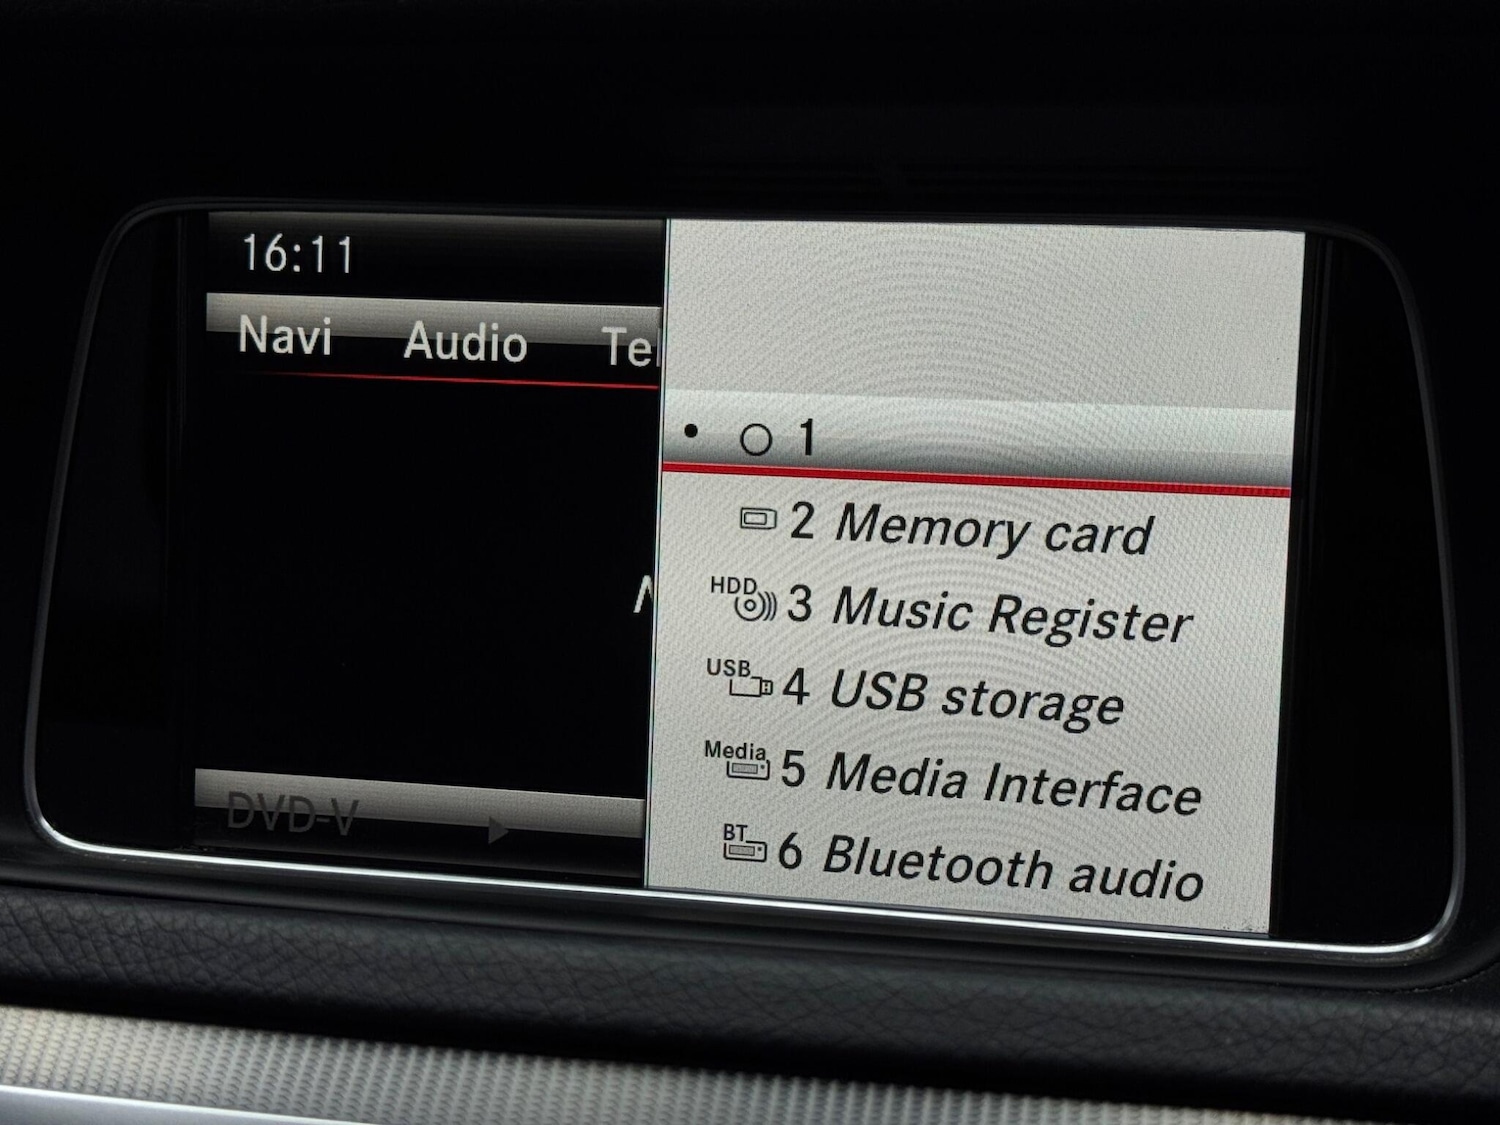 16:11
Navi Audio Tel
1
2 Memory card
HDD 3 Music Register
USB 4 USB storage
Media 5 Media Interface
BT 6 Bluetooth audio
DVD-V